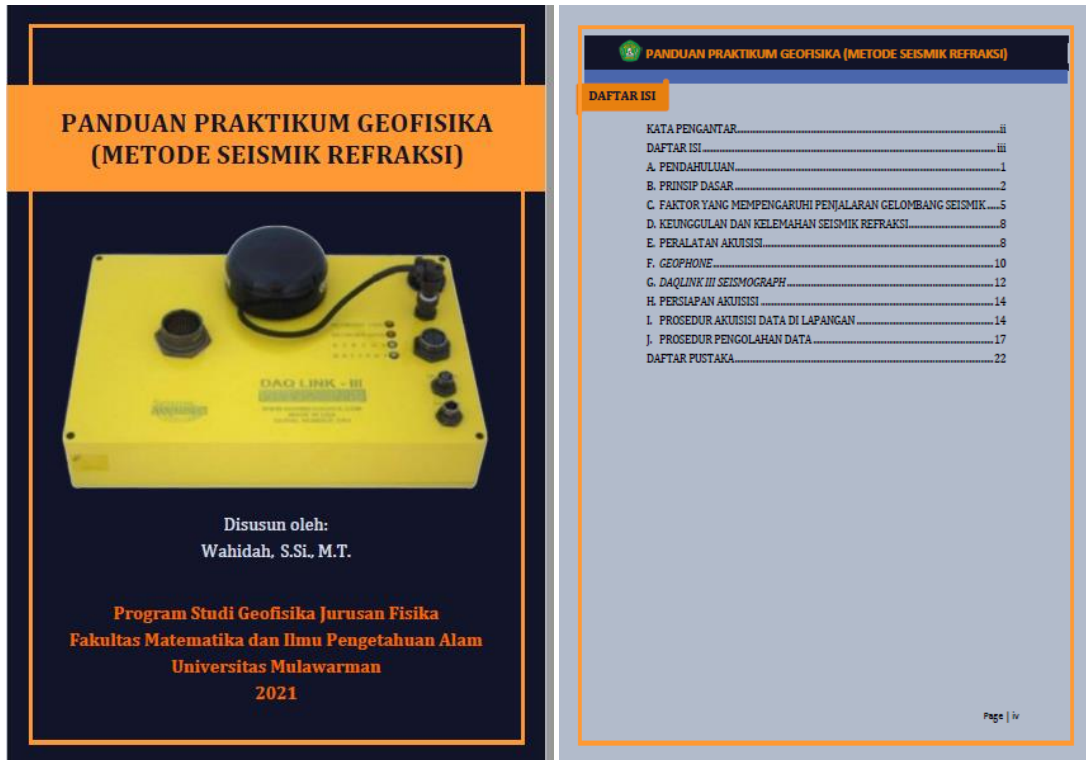 PANDUAN PRAKTIKUM GEOFISIKA
(METODE SEISMIK REFRAKSI)
DAQ LINK - III
Disusun oleh:
Wahidah, S.Si., M.T.
Program Studi Geofisika Jurusan Fisika
Fakultas Matematika dan Ilmu Pengetahuan Alam
Universitas Mulawarman
2021
PANDUAN PRAKTIKUM GEOFISIKA (METODE SEISMIK REFRAKSI)
DAFTAR ISI
KATA PENGANTAR.....ii
DAFTAR ISI.....iii
A. PENDAHULUAN.....1
B. PRINSIP DASAR.....2
C. FAKTOR YANG MEMPENGARUHI PENJALARAN GELOMBANG SEISMIK.....5
D. KEUNGGULAN DAN KELEMAHAN SEISMIK REFRAKSI.....8
E. PERALATAN AKUISISI.....8
F. GEOPHONE.....10
G. DAQLINK III SEISMOGRAPH.....12
H. PERSIAPAN AKUISISI.....14
I. PROSEDUR AKUISISI DATA DI LAPANGAN.....14
J. PROSEDUR PENGOLAHAN DATA.....17
DAFTAR PUSTAKA.....22
Page | iv